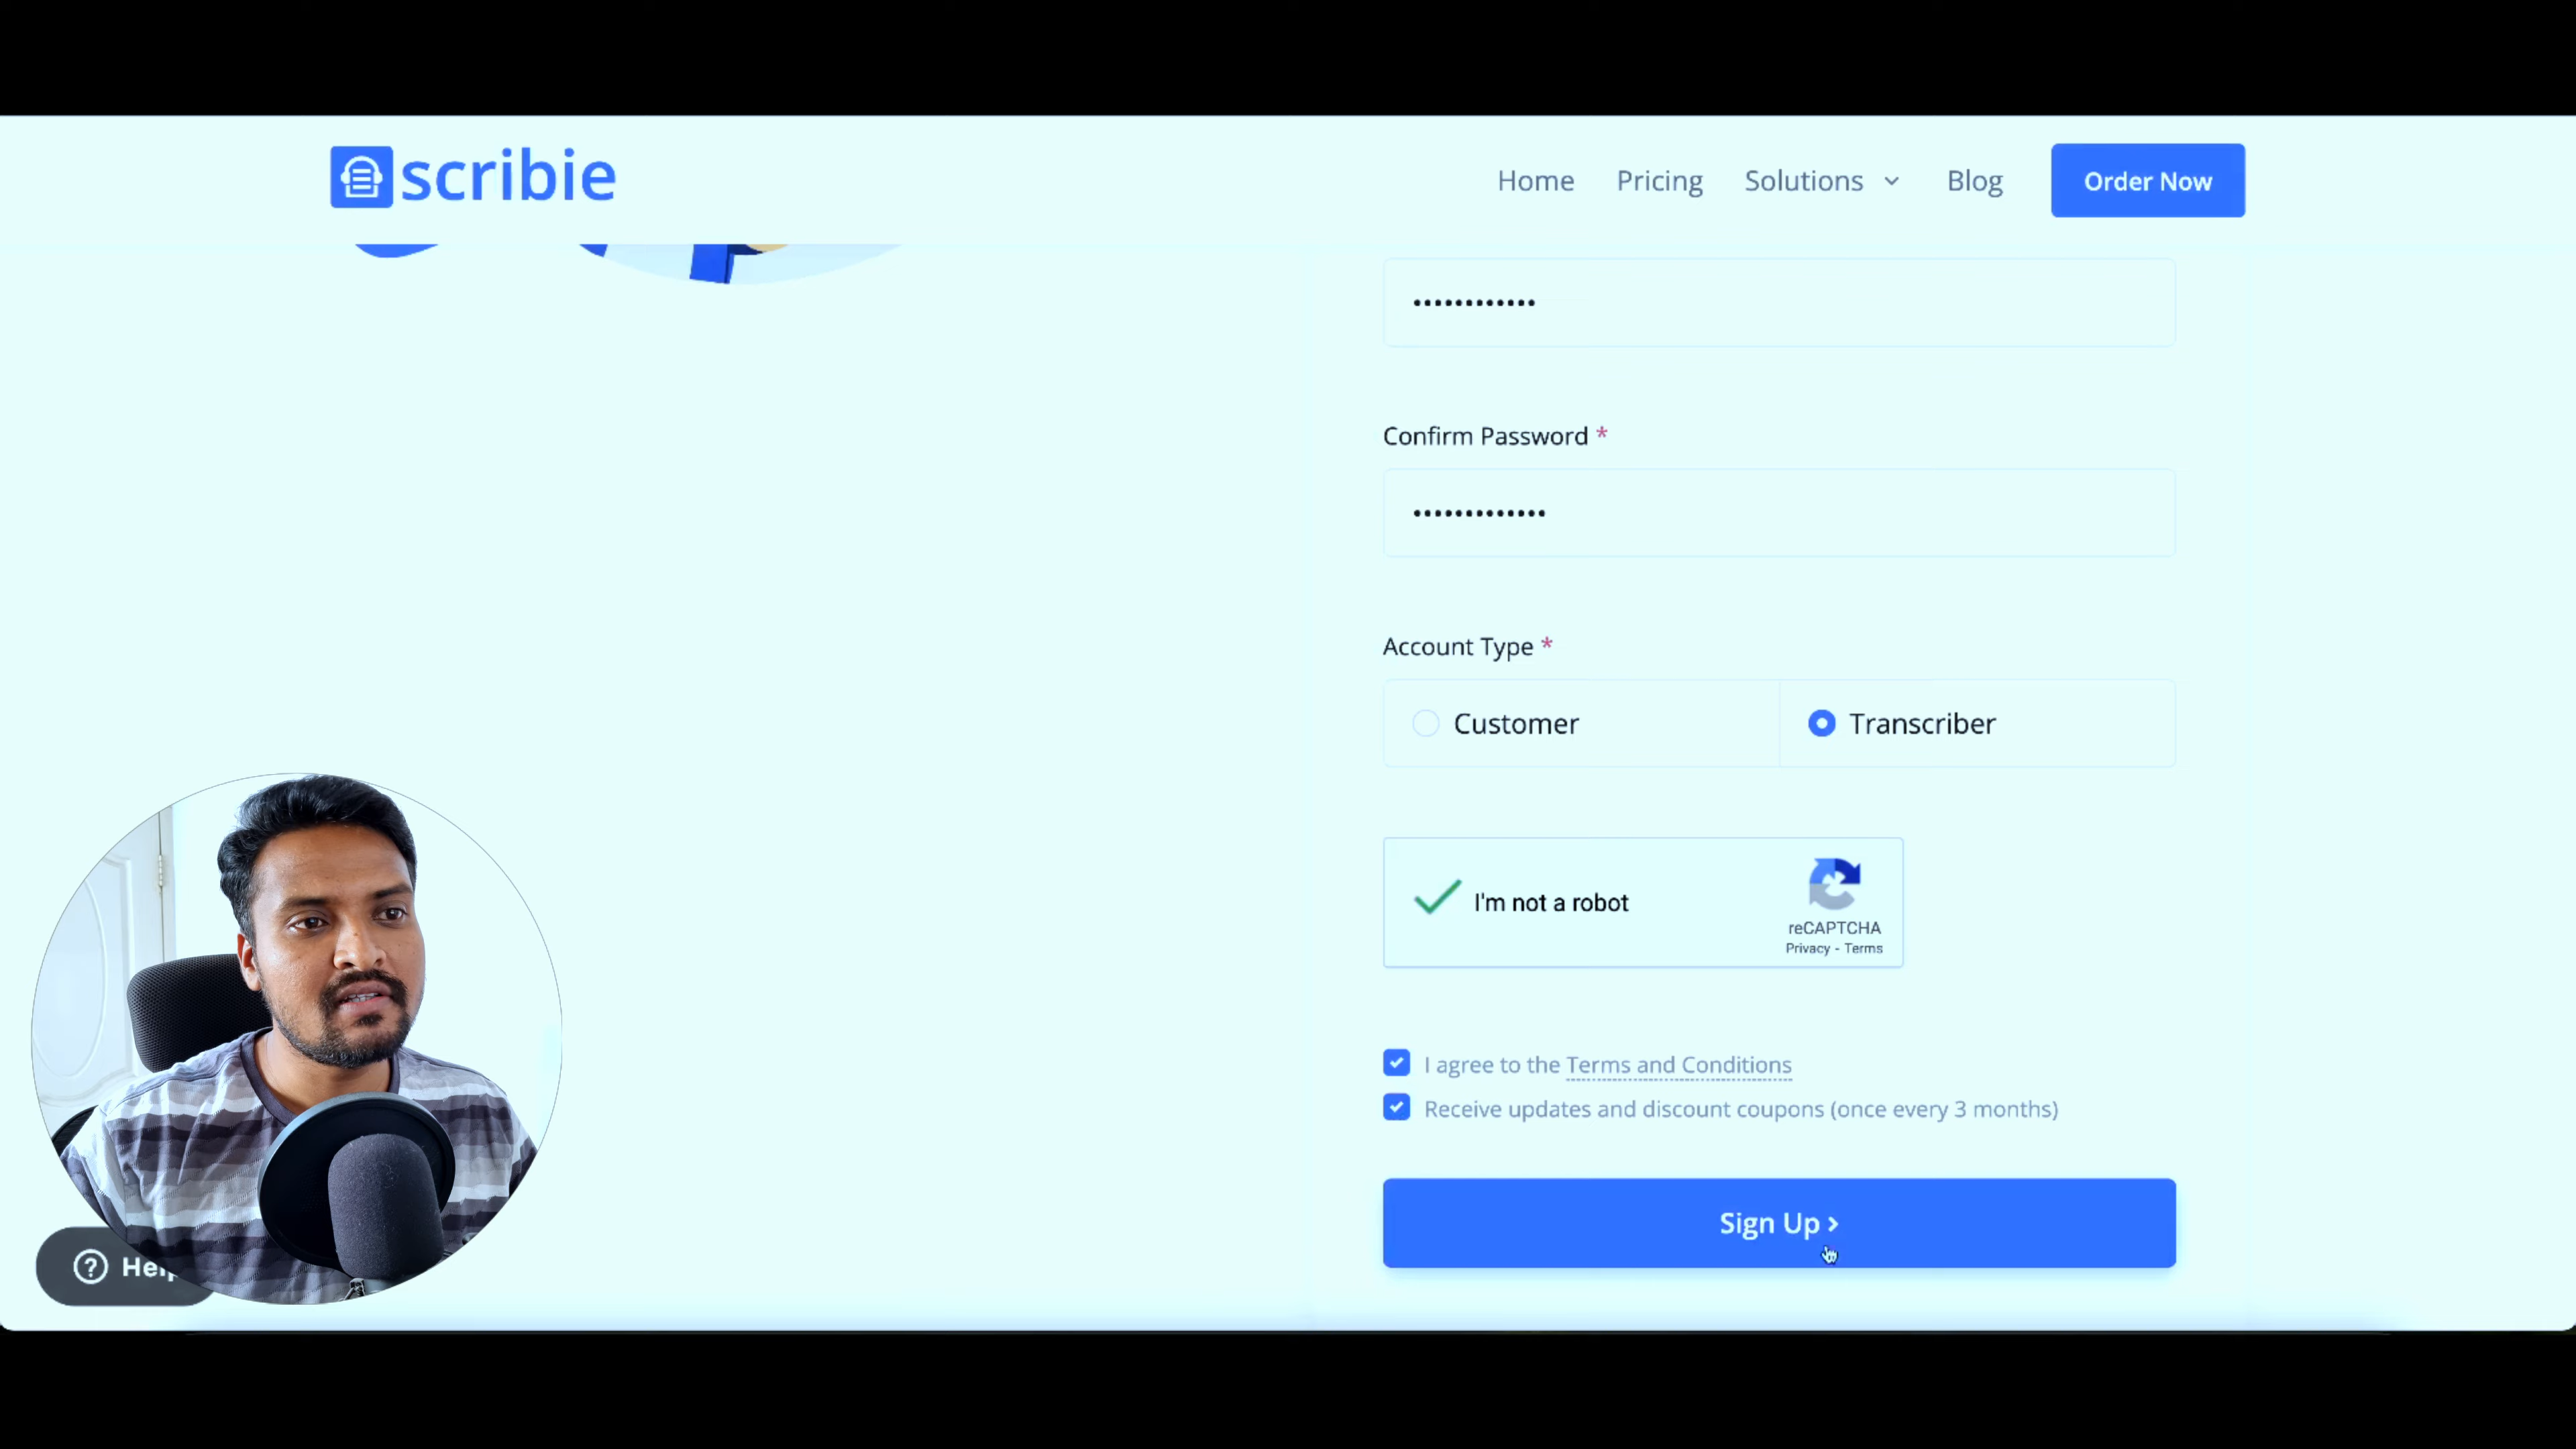 scribie
Home Pricing Solutions Blog Order Now
••••••••••••
Confirm Password *
•••••••••••••
Account Type *
Customer Transcriber
I'm not a robot
reCAPTCHA
Privacy - Terms
I agree to the Terms and Conditions
Receive updates and discount coupons (once every 3 months)
Sign Up ›
Help